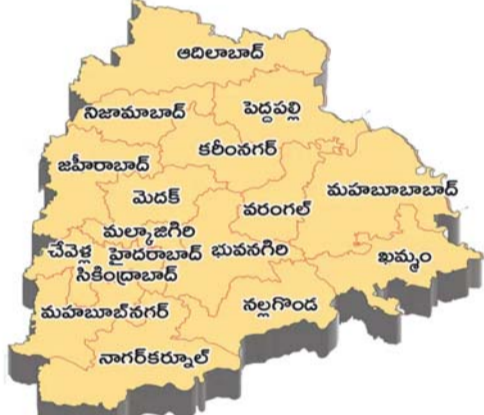 ఆదిలాబాద్
నిజామాబాద్
పెద్దపల్లి
కరీంనగర్
జహీరాబాద్
మహబూబాబాద్
మెదక్
వరంగల్
మల్కాజిగిరి
చేవెళ్ల
హైదరాబాద్
భువనగిరి
ఖమ్మం
సికింద్రాబాద్
నల్లగొండ
మహబూబ్‌నగర్
నాగర్‌కర్నూల్